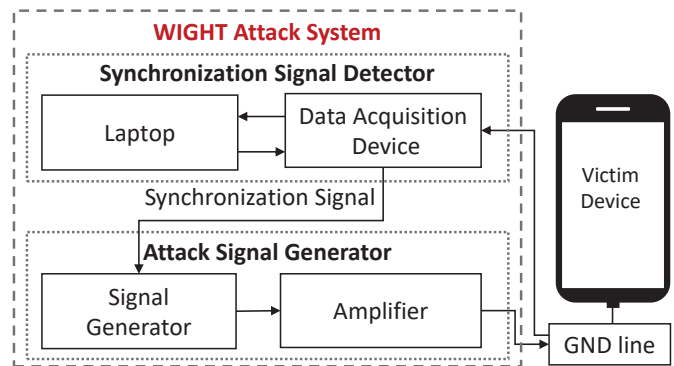 WIGHT Attack System
Synchronization Signal Detector
Laptop
Data Acquisition
Device
Synchronization Signal
Attack Signal Generator
Signal
Generator
Amplifier
Victim
Device
GND line